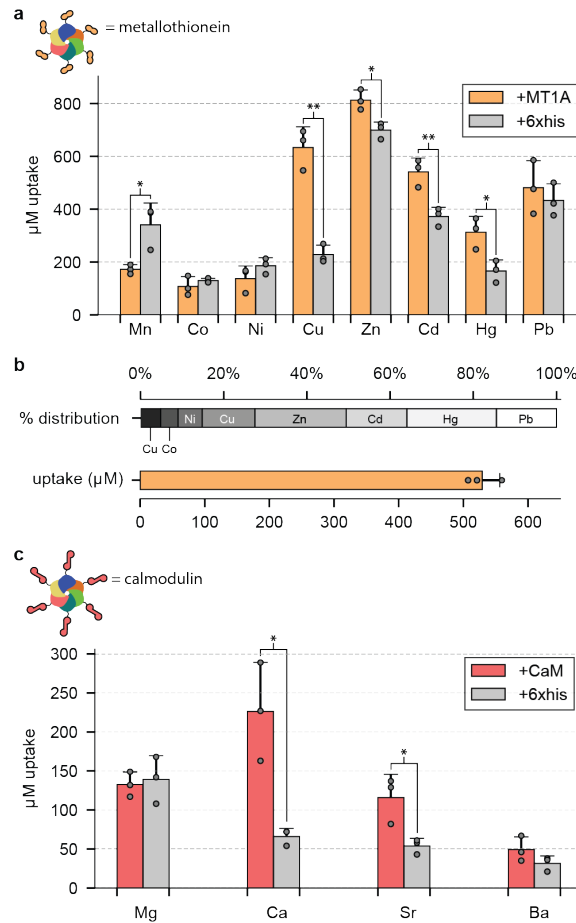 a
= metallothionein
+MT1A
+6xhis
µM uptake
800
600
400
200
0
*
**
*
**
*
Mn Co Ni Cu Zn Cd Hg Pb
b
0% 20% 40% 60% 80% 100%
% distribution
Ni Cu Zn Cd Hg Pb
Cu Co
uptake (µM)
0 100 200 300 400 500 600
c
= calmodulin
+CaM
+6xhis
µM uptake
300
250
200
150
100
50
0
*
*
Mg Ca Sr Ba